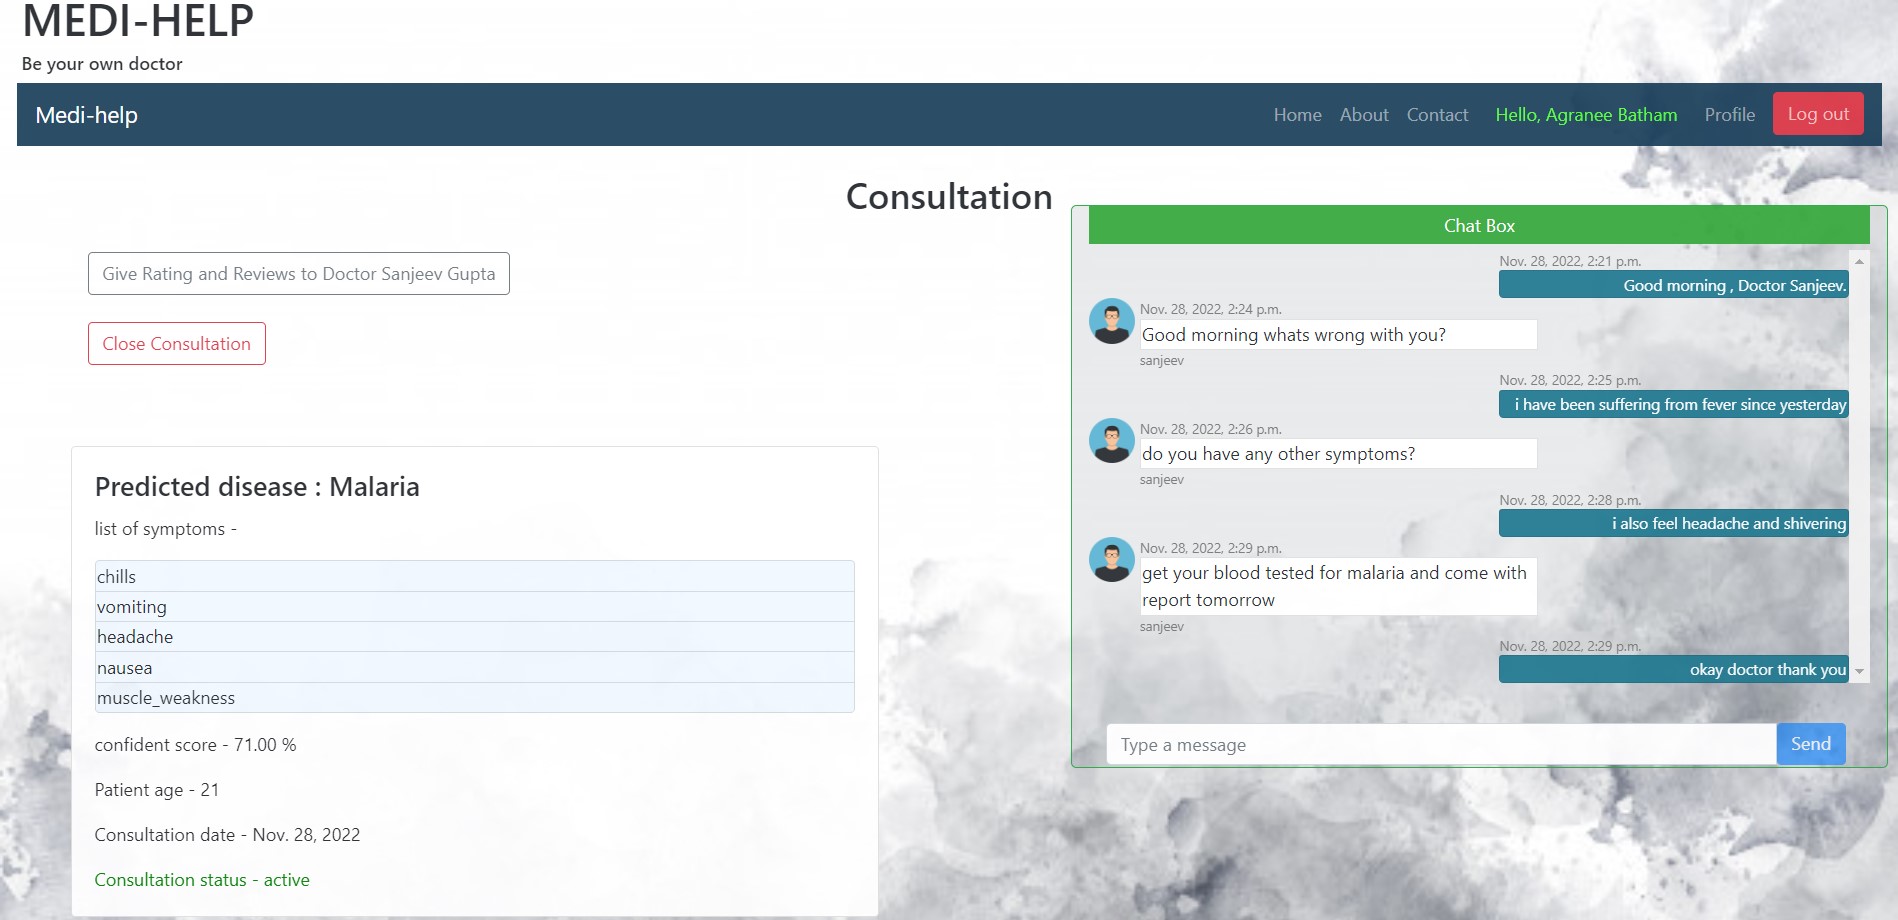 MEDI-HELP
Be your own doctor
Medi-help
Home About Contact Hello, Agranee Batham Profile Log out
Consultation
Give Rating and Reviews to Doctor Sanjeev Gupta
Close Consultation
Predicted disease : Malaria
list of symptoms -
chills
vomiting
headache
nausea
muscle_weakness
confident score - 71.00 %
Patient age - 21
Consultation date - Nov. 28, 2022
Consultation status - active
Chat Box
Nov. 28, 2022, 2:21 p.m.
Good morning , Doctor Sanjeev.
Nov. 28, 2022, 2:24 p.m.
Good morning whats wrong with you?
sanjeev
Nov. 28, 2022, 2:25 p.m.
i have been suffering from fever since yesterday
Nov. 28, 2022, 2:26 p.m.
do you have any other symptoms?
sanjeev
Nov. 28, 2022, 2:28 p.m.
i also feel headache and shivering
Nov. 28, 2022, 2:29 p.m.
get your blood tested for malaria and come with
report tomorrow
sanjeev
Nov. 28, 2022, 2:29 p.m.
okay doctor thank you
Type a message
Send